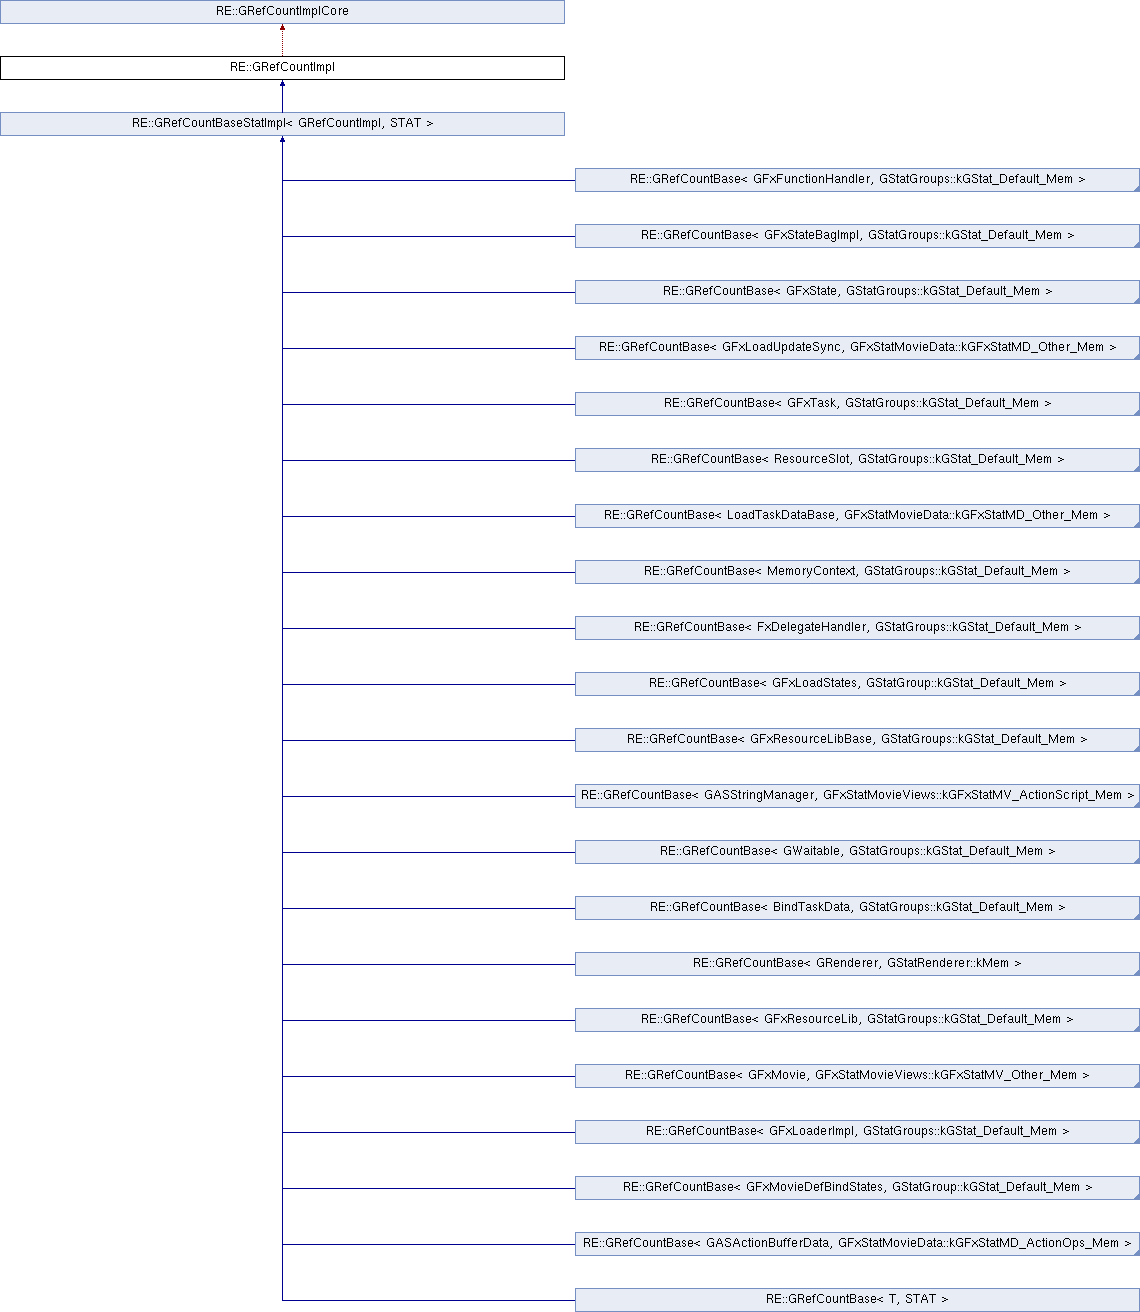 RE::GRefCountImplCore
RE::GRefCountImpl
RE::GRefCountBaseStatImpl< GRefCountImpl, STAT >
RE::GRefCountBase< GFxFunctionHandler, GStatGroups::kGStat_Default_Mem >
RE::GRefCountBase< GFxStateBagImpl, GStatGroups::kGStat_Default_Mem >
RE::GRefCountBase< GFxState, GStatGroups::kGStat_Default_Mem >
RE::GRefCountBase< GFxLoadUpdateSync, GFxStatMovieData::kGFxStatMD_Other_Mem >
RE::GRefCountBase< GFxTask, GStatGroups::kGStat_Default_Mem >
RE::GRefCountBase< ResourceSlot, GStatGroups::kGStat_Default_Mem >
RE::GRefCountBase< LoadTaskDataBase, GFxStatMovieData::kGFxStatMD_Other_Mem >
RE::GRefCountBase< MemoryContext, GStatGroups::kGStat_Default_Mem >
RE::GRefCountBase< FxDelegateHandler, GStatGroups::kGStat_Default_Mem >
RE::GRefCountBase< GFxLoadStates, GStatGroup::kGStat_Default_Mem >
RE::GRefCountBase< GFxResourceLibBase, GStatGroups::kGStat_Default_Mem >
RE::GRefCountBase< GASStringManager, GFxStatMovieViews::kGFxStatMV_ActionScript_Mem >
RE::GRefCountBase< GWaitable, GStatGroups::kGStat_Default_Mem >
RE::GRefCountBase< BindTaskData, GStatGroups::kGStat_Default_Mem >
RE::GRefCountBase< GRenderer, GStatRenderer::kMem >
RE::GRefCountBase< GFxResourceLib, GStatGroups::kGStat_Default_Mem >
RE::GRefCountBase< GFxMovie, GFxStatMovieViews::kGFxStatMV_Other_Mem >
RE::GRefCountBase< GFxLoaderImpl, GStatGroups::kGStat_Default_Mem >
RE::GRefCountBase< GFxMovieDefBindStates, GStatGroup::kGStat_Default_Mem >
RE::GRefCountBase< GASActionBufferData, GFxStatMovieData::kGFxStatMD_ActionOps_Mem >
RE::GRefCountBase< T, STAT >